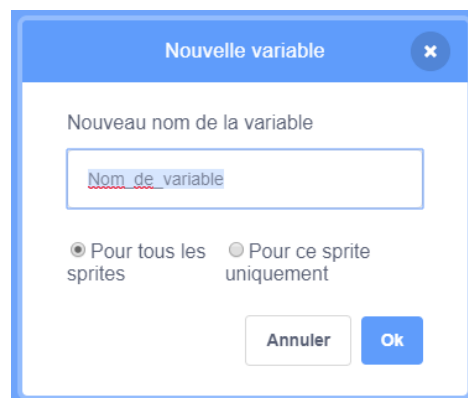 Nouvelle variable
Nouveau nom de la variable
Nom_de_variable
Pour tous les sprites
Pour ce sprite uniquement
Annuler
Ok